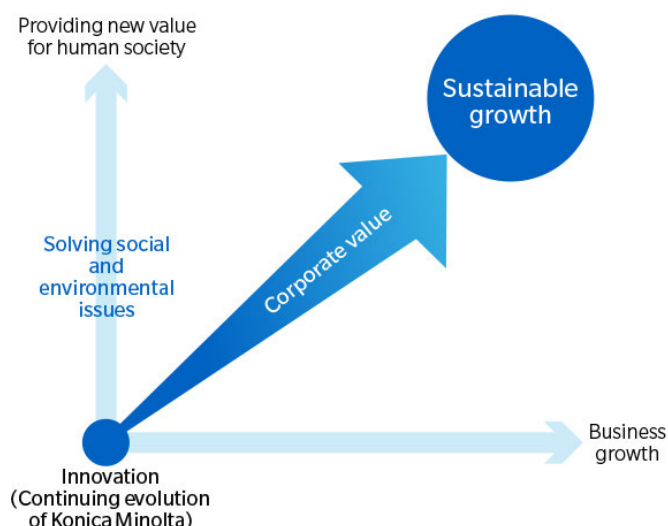 Providing new value
for human society
Sustainable
growth
Solving social
and
environmental
issues
Corporate value
Business
growth
Innovation
(Continuing evolution
of Konica Minolta)